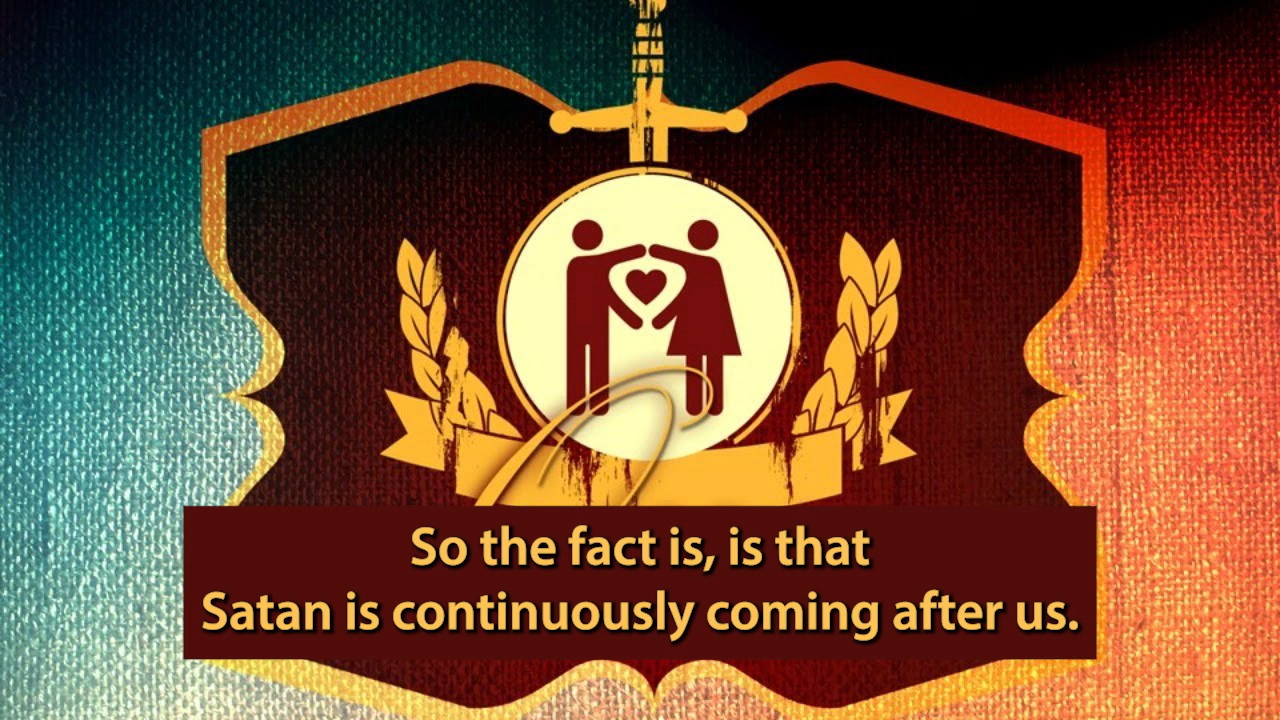 So the fact is, is that
Satan is continuously coming after us.